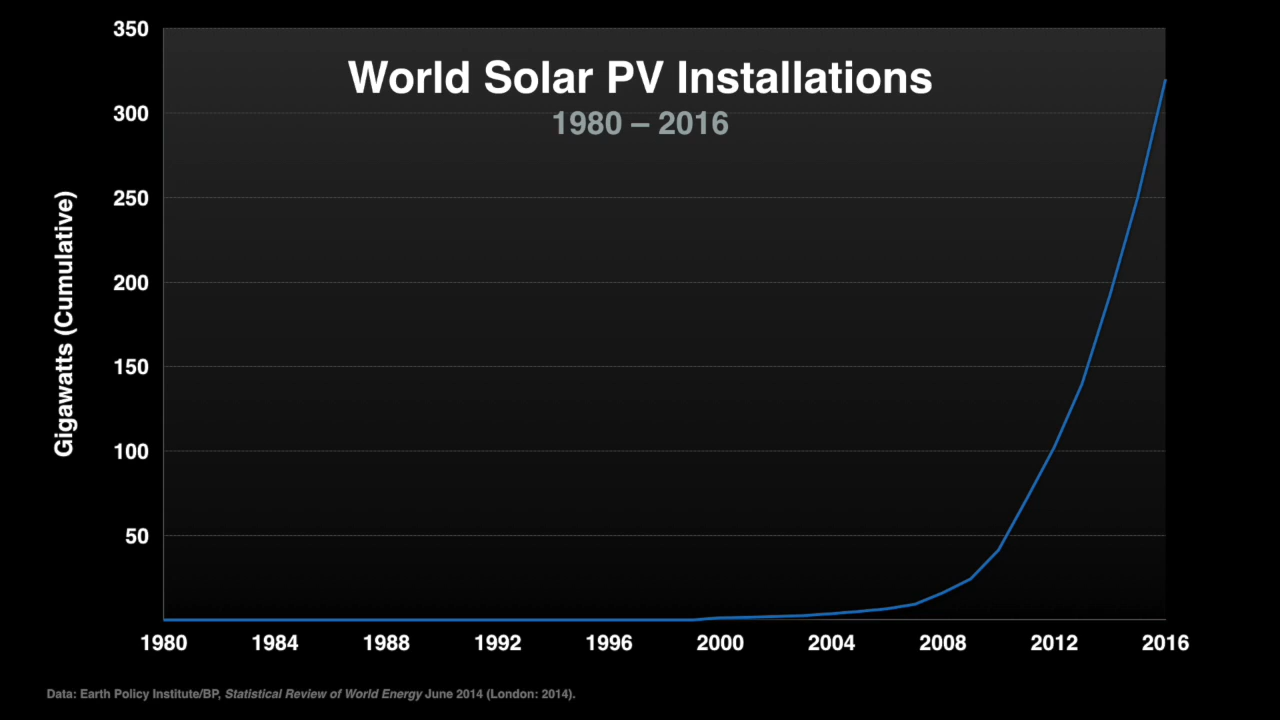 World Solar PV Installations
1980 – 2016
Gigawatts (Cumulative)
350
300
250
200
150
100
50
1980 1984 1988 1992 1996 2000 2004 2008 2012 2016
Data: Earth Policy Institute/BP, Statistical Review of World Energy June 2014 (London: 2014).